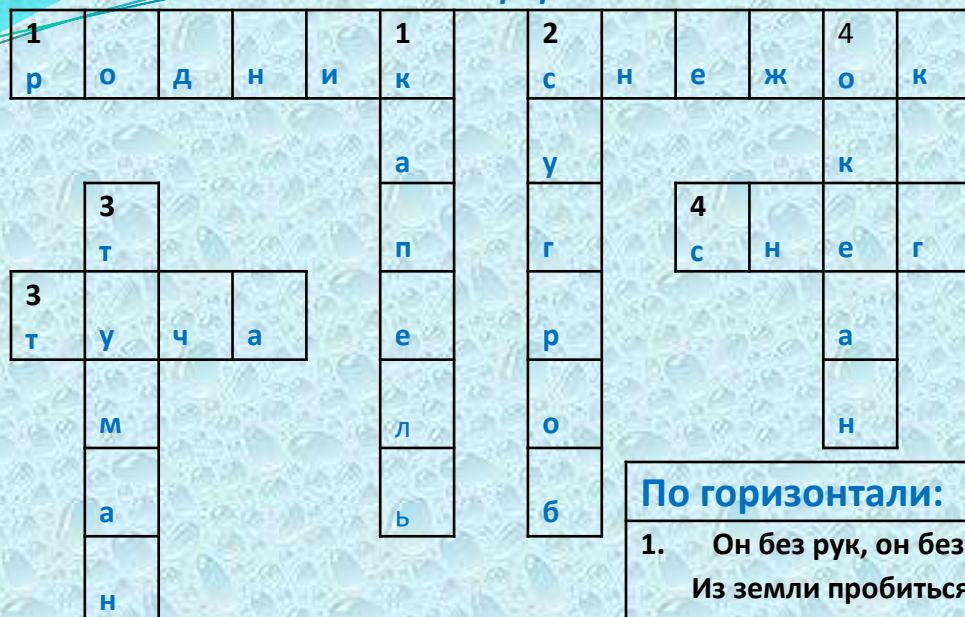 1 1 2 4
р о д н и к с н е ж о к
а у к
3 4
т п г с н е г
3
т у ч а е р а
м л о н
а ь б
По горизонтали:
1. Он без рук, он без
Из земли пробиться
н